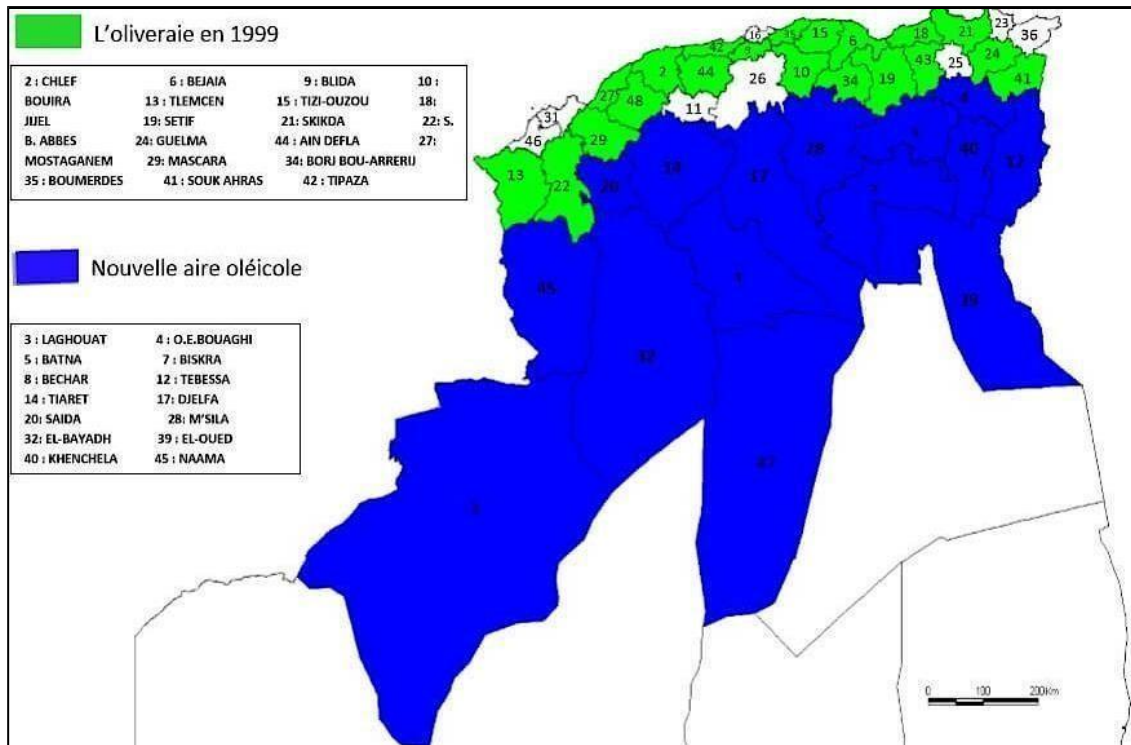 L'oliveraie en 1999
2 : CHLEF 6 : BEJAIA 9 : BLIDA 10 :
BOUIRA 13 : TLEMCEN 15 : TIZI-OUZOU 18:
JIJEL 19: SETIF 21: SKIKDA 22: S.
B. ABBES 24: GUELMA 44 : AIN DEFLA 27:
MOSTAGANEM 29: MASCARA 34: BORJ BOU-ARRERIJ
35 : BOUMERDES 41 : SOUK AHRAS 42 : TIPAZA
Nouvelle aire oléicole
3 : LAGHOUAT 4 : O.E.BOUAGHI
5 : BATNA 7 : BISKRA
8 : BECHAR 12 : TEBESSA
14 : TIARET 17: DJELFA
20: SAIDA 28: M'SILA
32: EL-BAYADH 39 : EL-OUED
40 : KHENCHELA 45 : NAAMA
23
16 35 15 18 21 36
42 9 6
2 44 26 10 34 19 43 25 24
27 48 11 41
31
46 29
13 22
20 14 17 28 4 40 12
45
32
39
47
0 100 200 Km